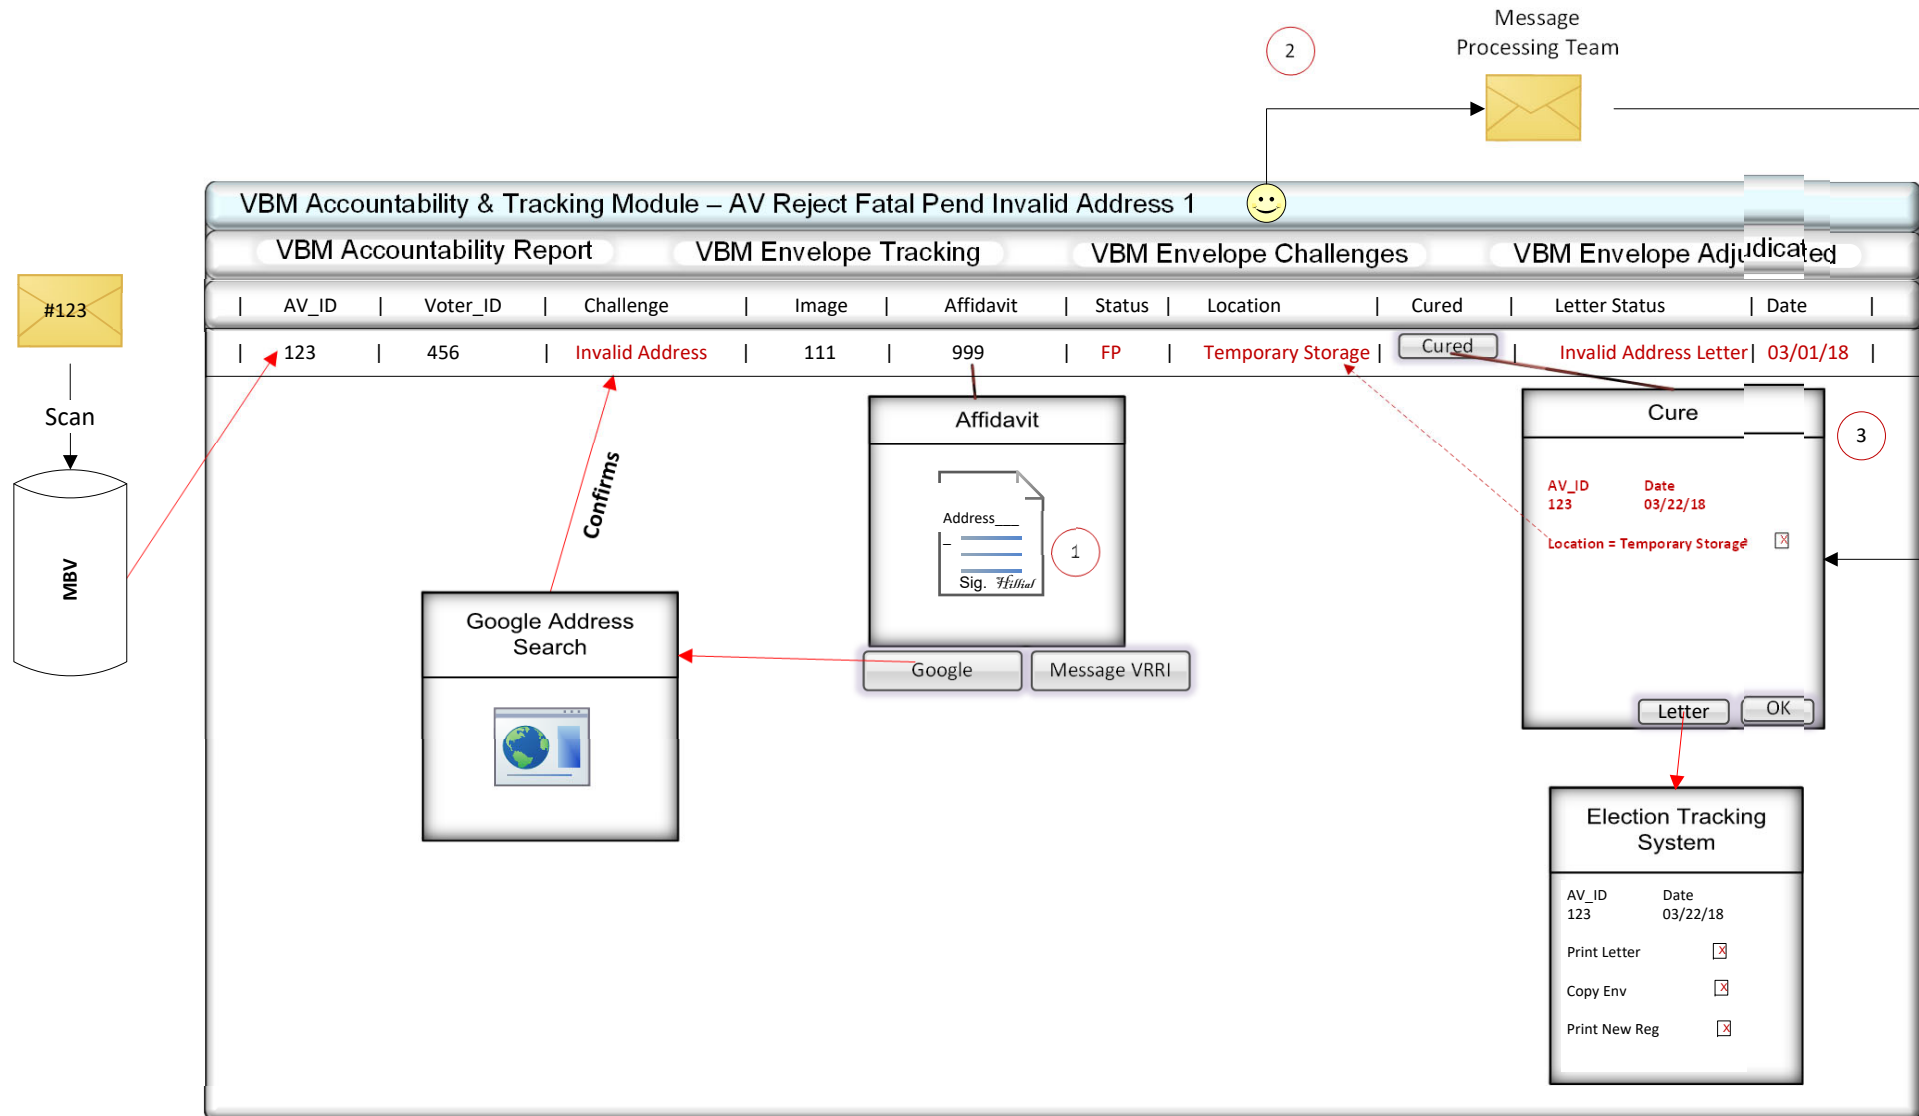 Message
Processing Team
2
VBM Accountability & Tracking Module – AV Reject Fatal Pend Invalid Address 1
VBM Accountability Report VBM Envelope Tracking VBM Envelope Challenges VBM Envelope Adjudicated
#123
| AV_ID | Voter_ID | Challenge | Image | Affidavit | Status | Location | Cured | Letter Status | Date |
| 123 | 456 | Invalid Address | 111 | 999 | FP | Temporary Storage | Cured | Invalid Address Letter | 03/01/18 |
Scan
MBV
Confirms
Affidavit
Address___
_
Sig.
1
Google Message VRRI
Google Address
Search
Cure
3
AV_ID Date
123 03/22/18
Location = Temporary Storage X
Letter OK
Election Tracking
System
AV_ID Date
123 03/22/18
Print Letter X
Copy Env X
Print New Reg X